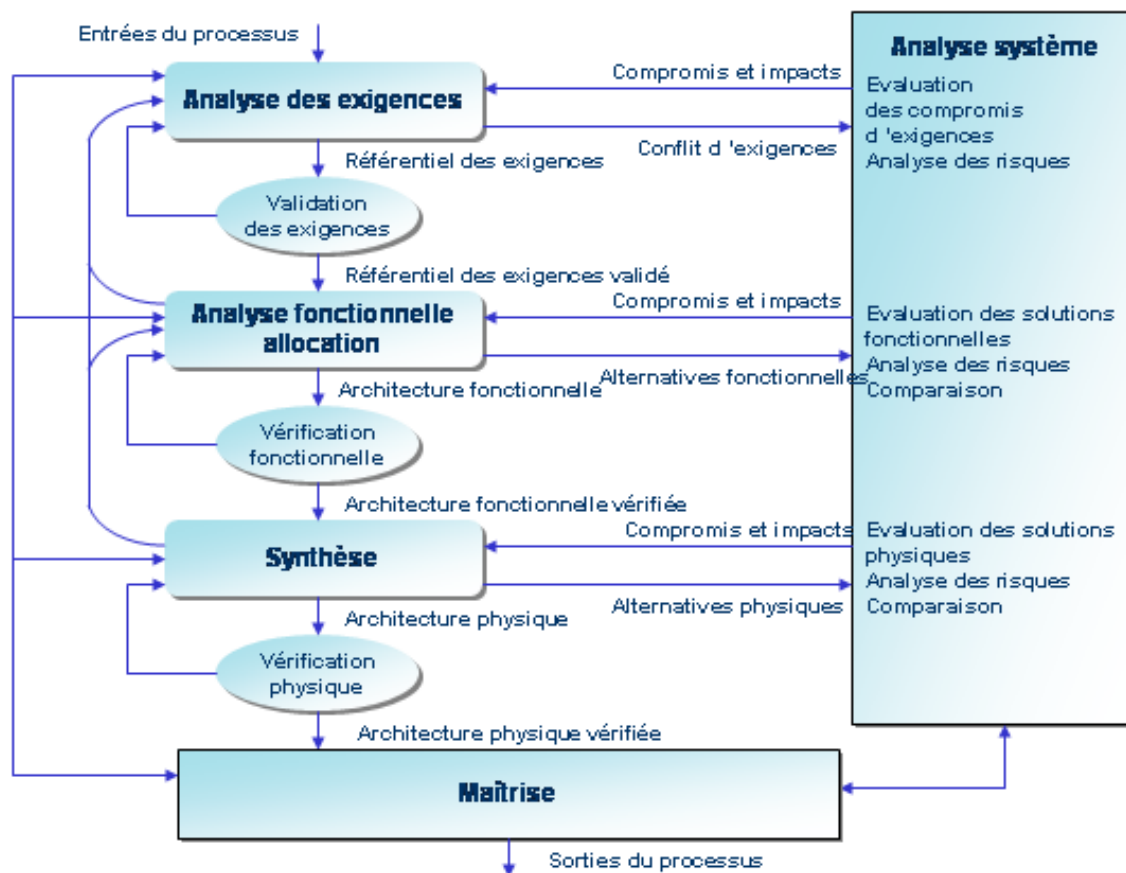 Entrées du processus
Analyse des exigences
Compromis et impacts
Conflit d 'exigences
Analyse système
Evaluation
des compromis
d 'exigences
Analyse des risques
Référentiel des exigences
Validation
des exigences
Référentiel des exigences validé
Analyse fonctionnelle
allocation
Compromis et impacts
Alternatives fonctionnelles
Evaluation des solutions
fonctionnelles
Analyse des risques
Comparaison
Architecture fonctionnelle
Vérification
fonctionnelle
Architecture fonctionnelle vérifiée
Synthèse
Compromis et impacts
Alternatives physiques
Evaluation des solutions
physiques
Analyse des risques
Comparaison
Architecture physique
Vérification
physique
Architecture physique vérifiée
Maîtrise
Sorties du processus